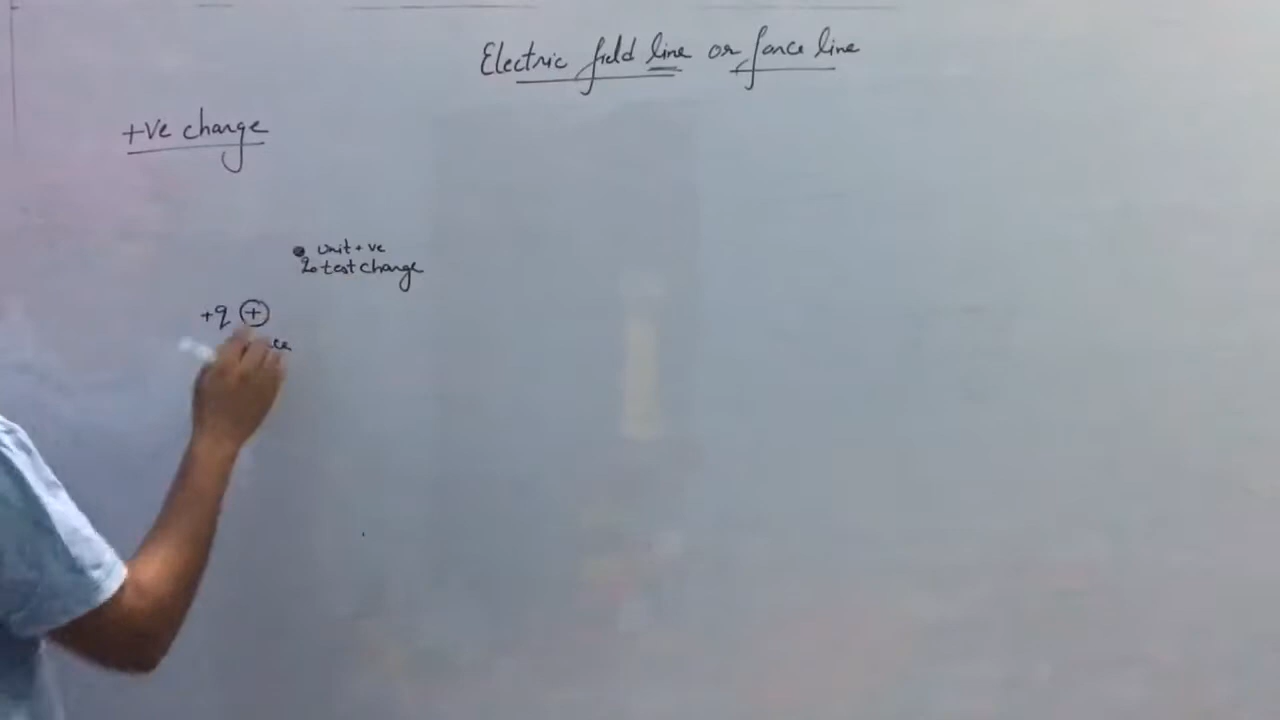 Electric field line or force line
+ve charge
unit +ve
q₀ test charge
+q +